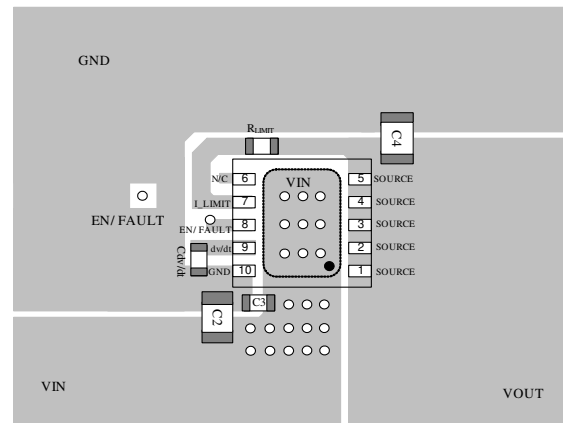 GND
C4
RLIMIT
N/C 6 VIN 5 SOURCE
I_LIMIT 7 4 SOURCE
EN/ FAULT
EN/ FAULT 8 3 SOURCE
Cdv/dt dv/dt 9 2 SOURCE
GND 10 1 SOURCE
C3
C2
VIN
VOUT